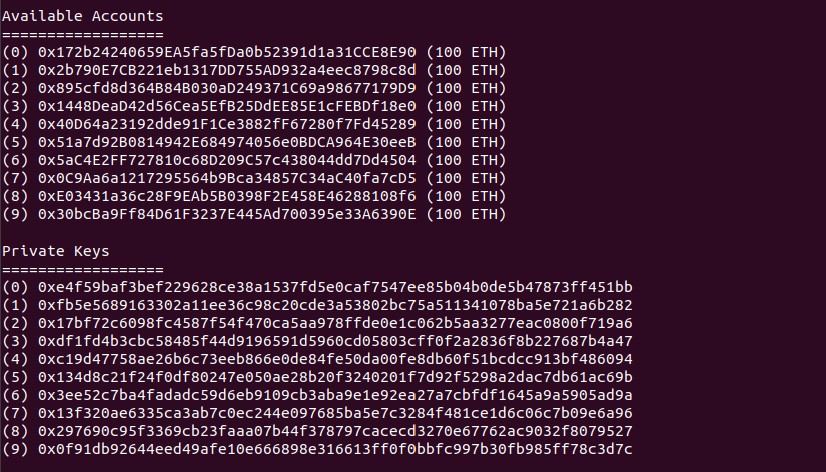 Available Accounts
==================
(0) 0x172b24240659EA5fa5fDa0b52391d1a31CCE8E90 (100 ETH)
(1) 0x2b790E7CB221eb1317DD755AD932a4eec8798c8d (100 ETH)
(2) 0x895cfd8d364B84B030aD249371C69a98677179D9 (100 ETH)
(3) 0x1448DeaD42d56Cea5EfB25DdEE85E1cFEBDf18e0 (100 ETH)
(4) 0x40D64a23192dde91F1Ce3882fF67280f7Fd45289 (100 ETH)
(5) 0x51a7d92B0814942E684974056e0BDCA964E30eeB (100 ETH)
(6) 0x5aC4E2FF727810c68D209C57c438044dd7Dd4504 (100 ETH)
(7) 0x0C9Aa6a1217295564b9Bca34857C34aC40fa7cD5 (100 ETH)
(8) 0xE03431a36c28F9EAb5B0398F2E458E46288108f6 (100 ETH)
(9) 0x30bcBa9Ff84D61F3237E445Ad700395e33A6390E (100 ETH)
Private Keys
==================
(0) 0xe4f59baf3bef229628ce38a1537fd5e0caf7547ee85b04b0de5b47873ff451bb
(1) 0xfb5e5689163302a11ee36c98c20cde3a53802bc75a511341078ba5e721a6b282
(2) 0x17bf72c6098fc4587f54f470ca5aa978ffde0e1c062b5aa3277eac0800f719a6
(3) 0xdf1fd4b3cbc58485f44d9196591d5960cd05803cff0f2a2836f8b227687b4a47
(4) 0xc19d47758ae26b6c73eeb866e0de84fe50da00fe8db60f51bcdcc913bf486094
(5) 0x134d8c21f24f0df80247e050ae28b20f3240201f7d92f5298a2dac7db61ac69b
(6) 0x3ee52c7ba4fadadc59d6eb9109cb3aba9e1e92ea27a7cbfdf1645a9a5905ad9a
(7) 0x13f320ae6335ca3ab7c0ec244e097685ba5e7c3284f481ce1d6c06c7b09e6a96
(8) 0x297690c95f3369cb23faaa07b44f378797cacecd3270e67762ac9032f8079527
(9) 0x0f91db92644eed49afe10e666898e316613ff0f0bbfc997b30fb985ff78c3d7c